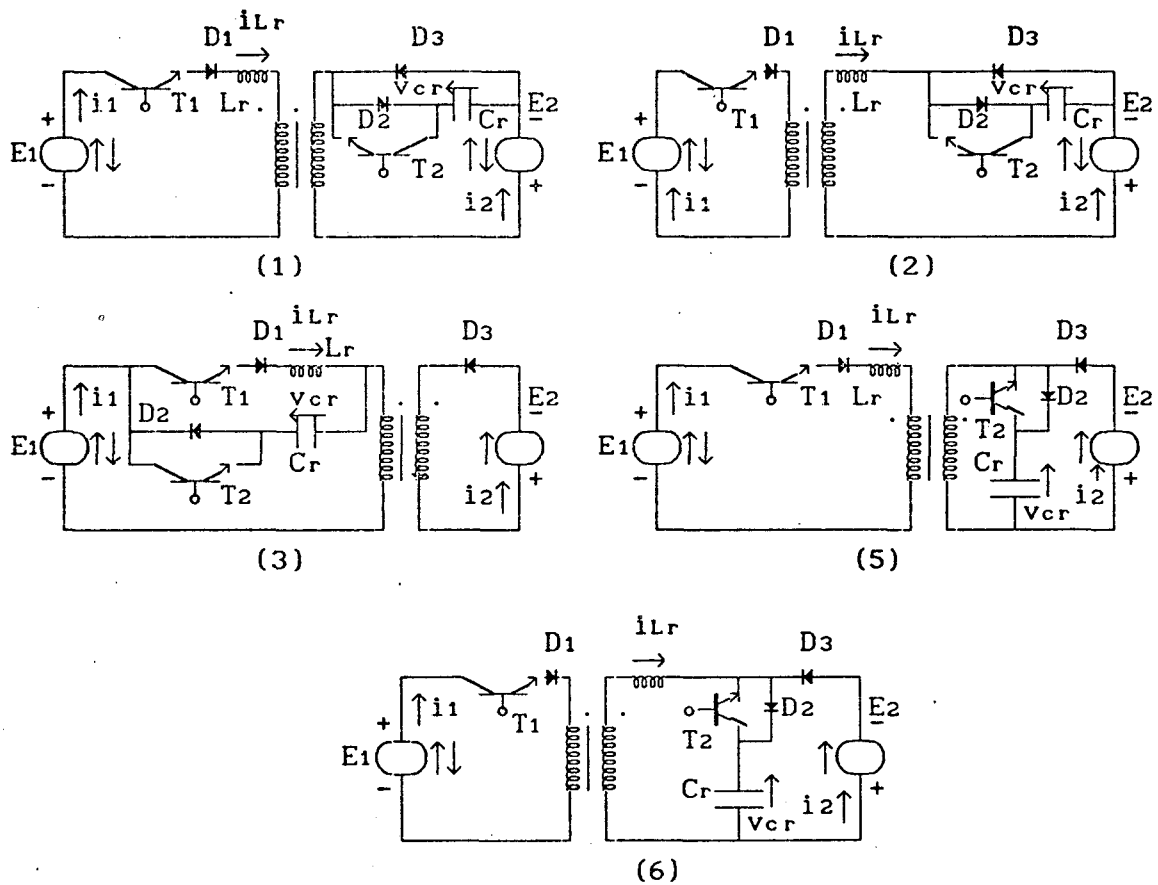 iLr
D1
D3
Vcr
+
i1
T1
Lr
D2
Cr
E2
-
E1
T2
-
i2
+
(1)
D1
iLr
D3
Vcr
+
T1
Lr
D2
Cr
E2
-
E1
T2
-
i1
i2
+
(2)
iLr
D1
Lr
D3
+
i1
T1
Vcr
D2
E2
-
E1
Cr
-
T2
i2
+
(3)
iLr
D1
D3
+
i1
T1
Lr
D2
E2
-
T2
E1
Cr
-
i2
Vcr
+
(5)
iLr
D1
D3
+
i1
T1
D2
E2
-
T2
E1
Cr
-
i2
Vcr
+
(6)